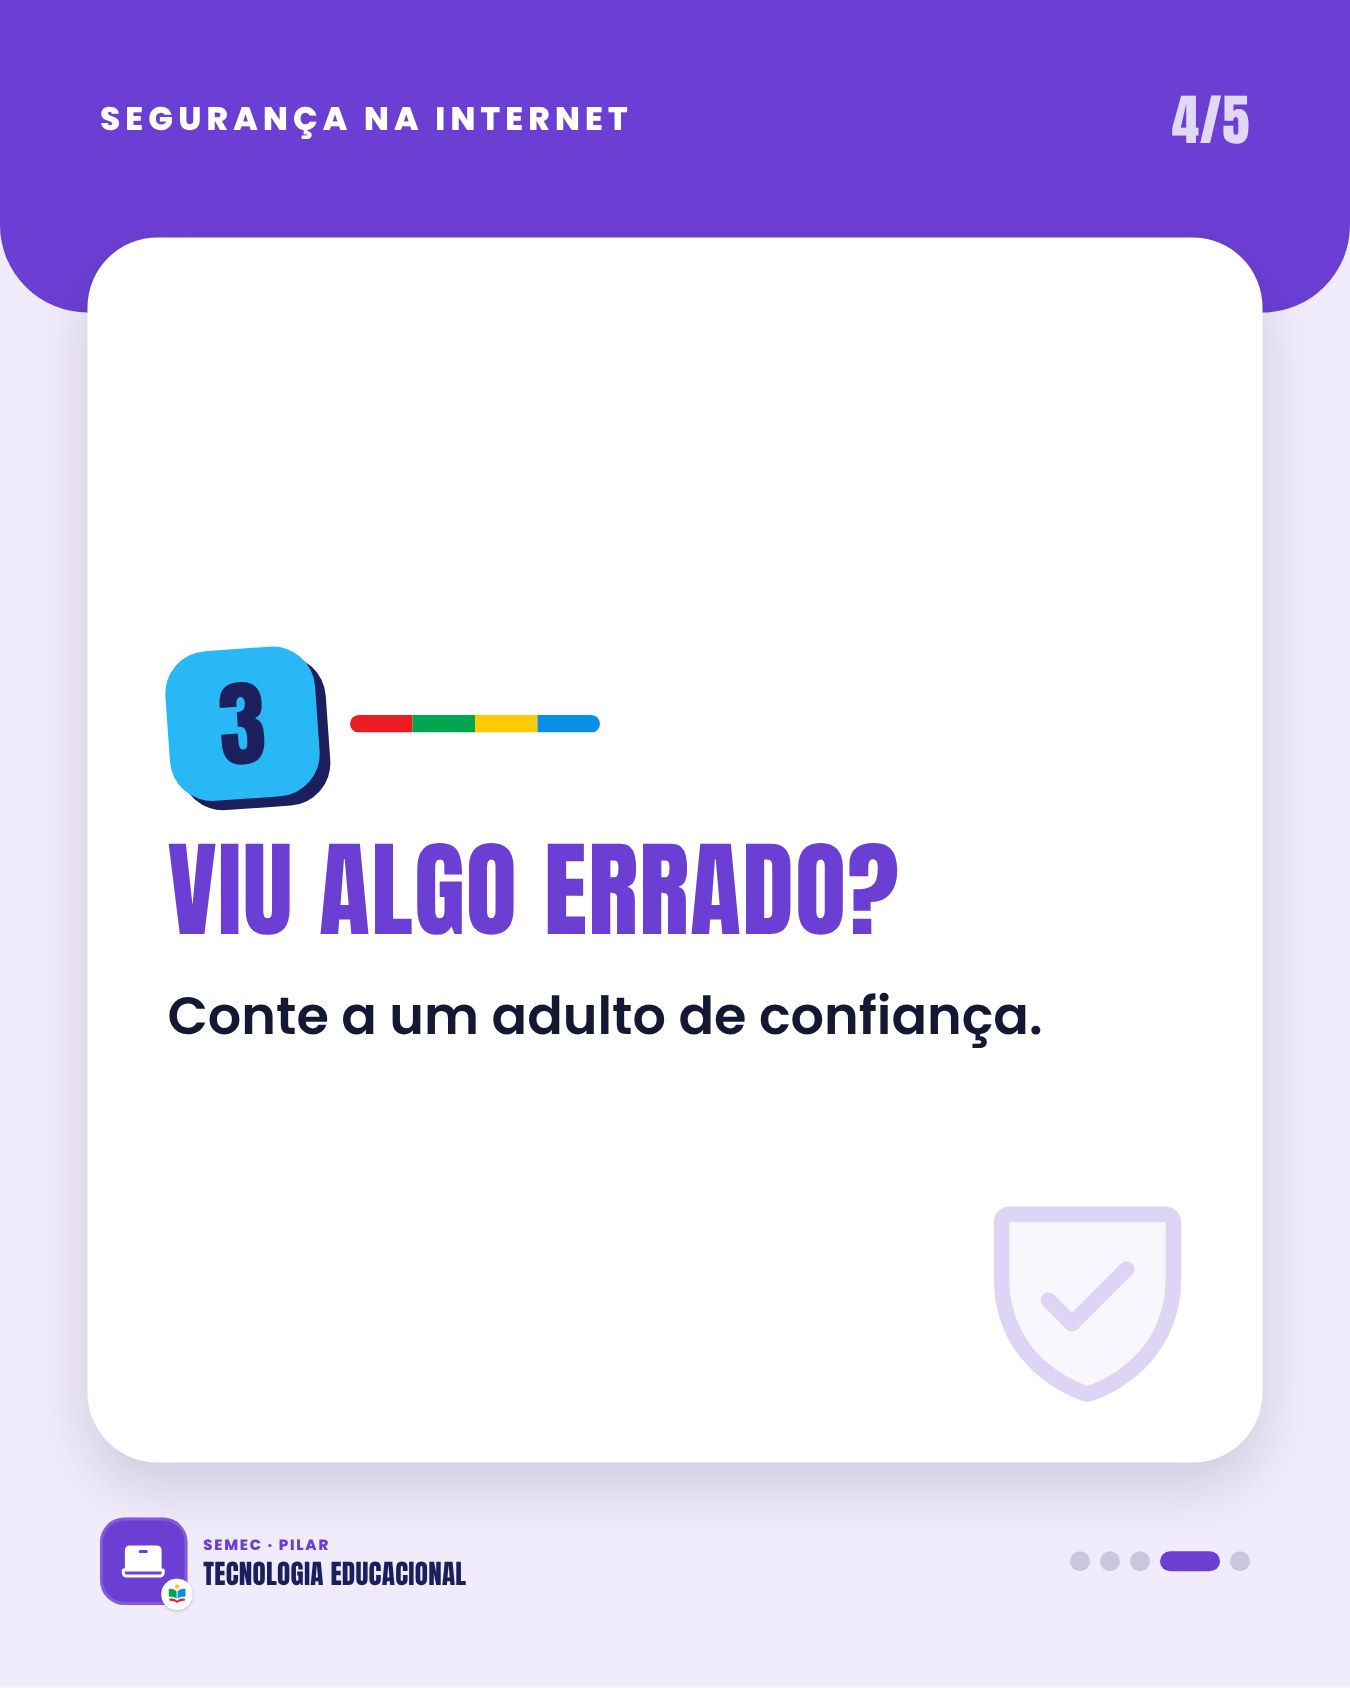 SEGURANÇA NA INTERNET
4/5
3
VIU ALGO ERRADO?
Conte a um adulto de confiança.
SEMEC · PILAR
TECNOLOGIA EDUCACIONAL